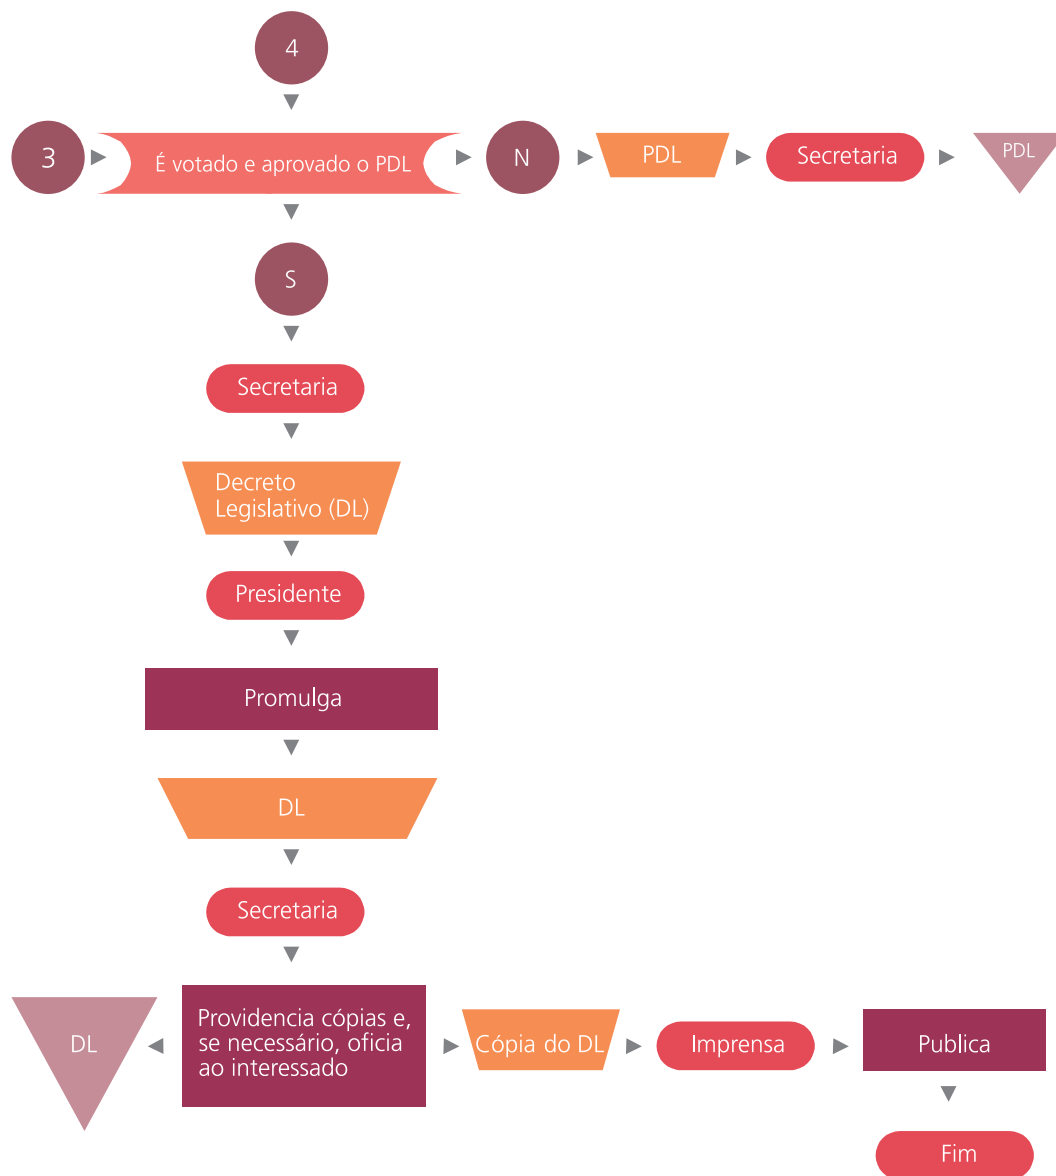 4
3
É votado e aprovado o PDL
N
PDL
Secretaria
PDL
S
Secretaria
Decreto
Legislativo (DL)
Presidente
Promulga
DL
Secretaria
DL
Providencia cópias e,
se necessário, oficia
ao interessado
Cópia do DL
Imprensa
Publica
Fim